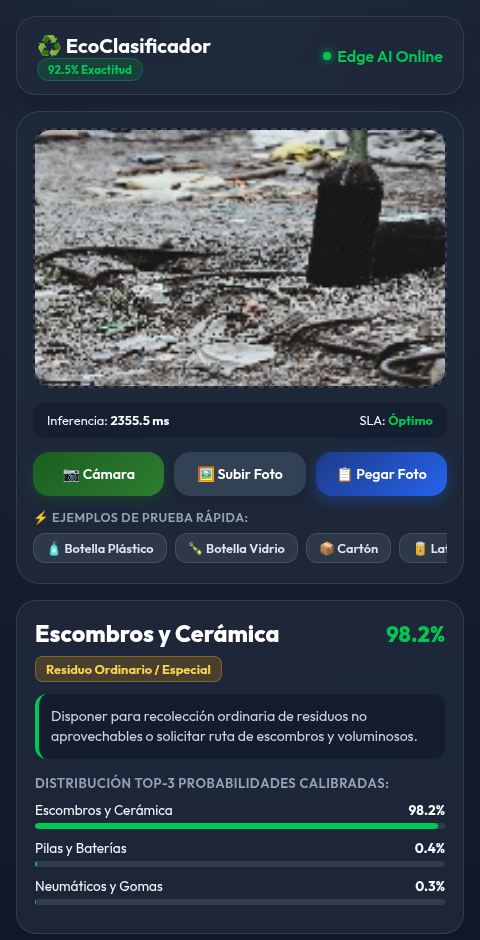 ♻️ EcoClasificador
92.5% Exactitud
Edge AI Online
Inferencia: 2355.5 ms
SLA: Óptimo
📷 Cámara
🖼️ Subir Foto
📋 Pegar Foto
⚡ EJEMPLOS DE PRUEBA RÁPIDA:
🧴 Botella Plástico
🍾 Botella Vidrio
📦 Cartón
🥫 Lat
Escombros y Cerámica
98.2%
Residuo Ordinario / Especial
Disponer para recolección ordinaria de residuos no
aprovechables o solicitar ruta de escombros y voluminosos.
DISTRIBUCIÓN TOP-3 PROBABILIDADES CALIBRADAS:
Escombros y Cerámica 98.2%
Pilas y Baterías 0.4%
Neumáticos y Gomas 0.3%